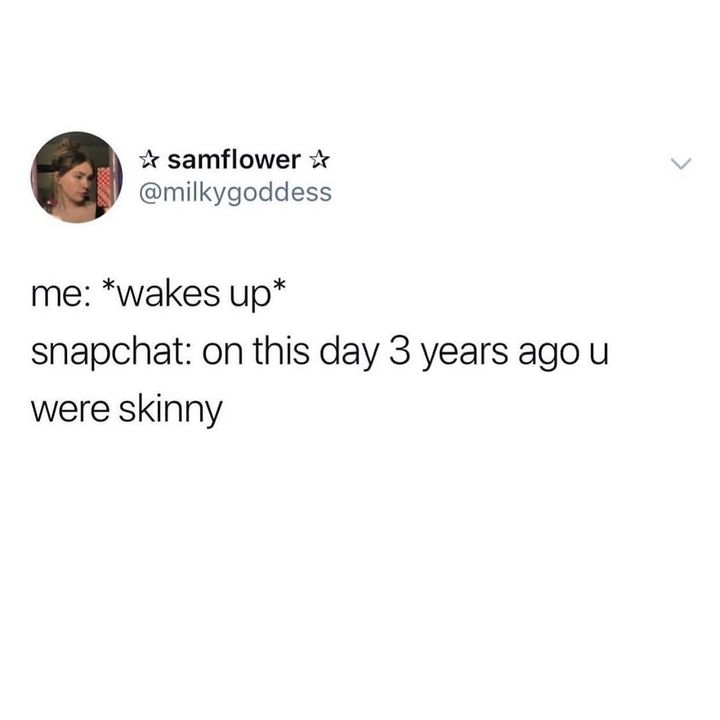 ☆ samflower ☆
@milkygoddess
me: *wakes up*
snapchat: on this day 3 years ago u
were skinny